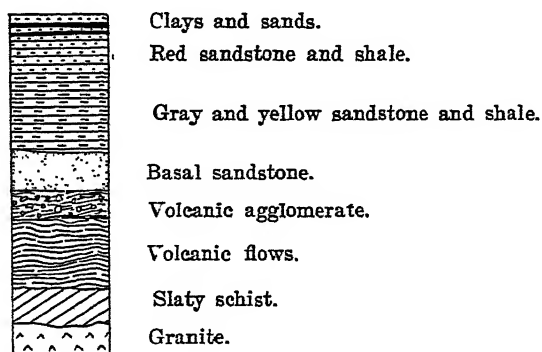 Clays and sands.
Red sandstone and shale.
Gray and yellow sandstone and shale.
Basal sandstone.
Volcanic agglomerate.
Volcanic flows.
Slaty schist.
Granite.